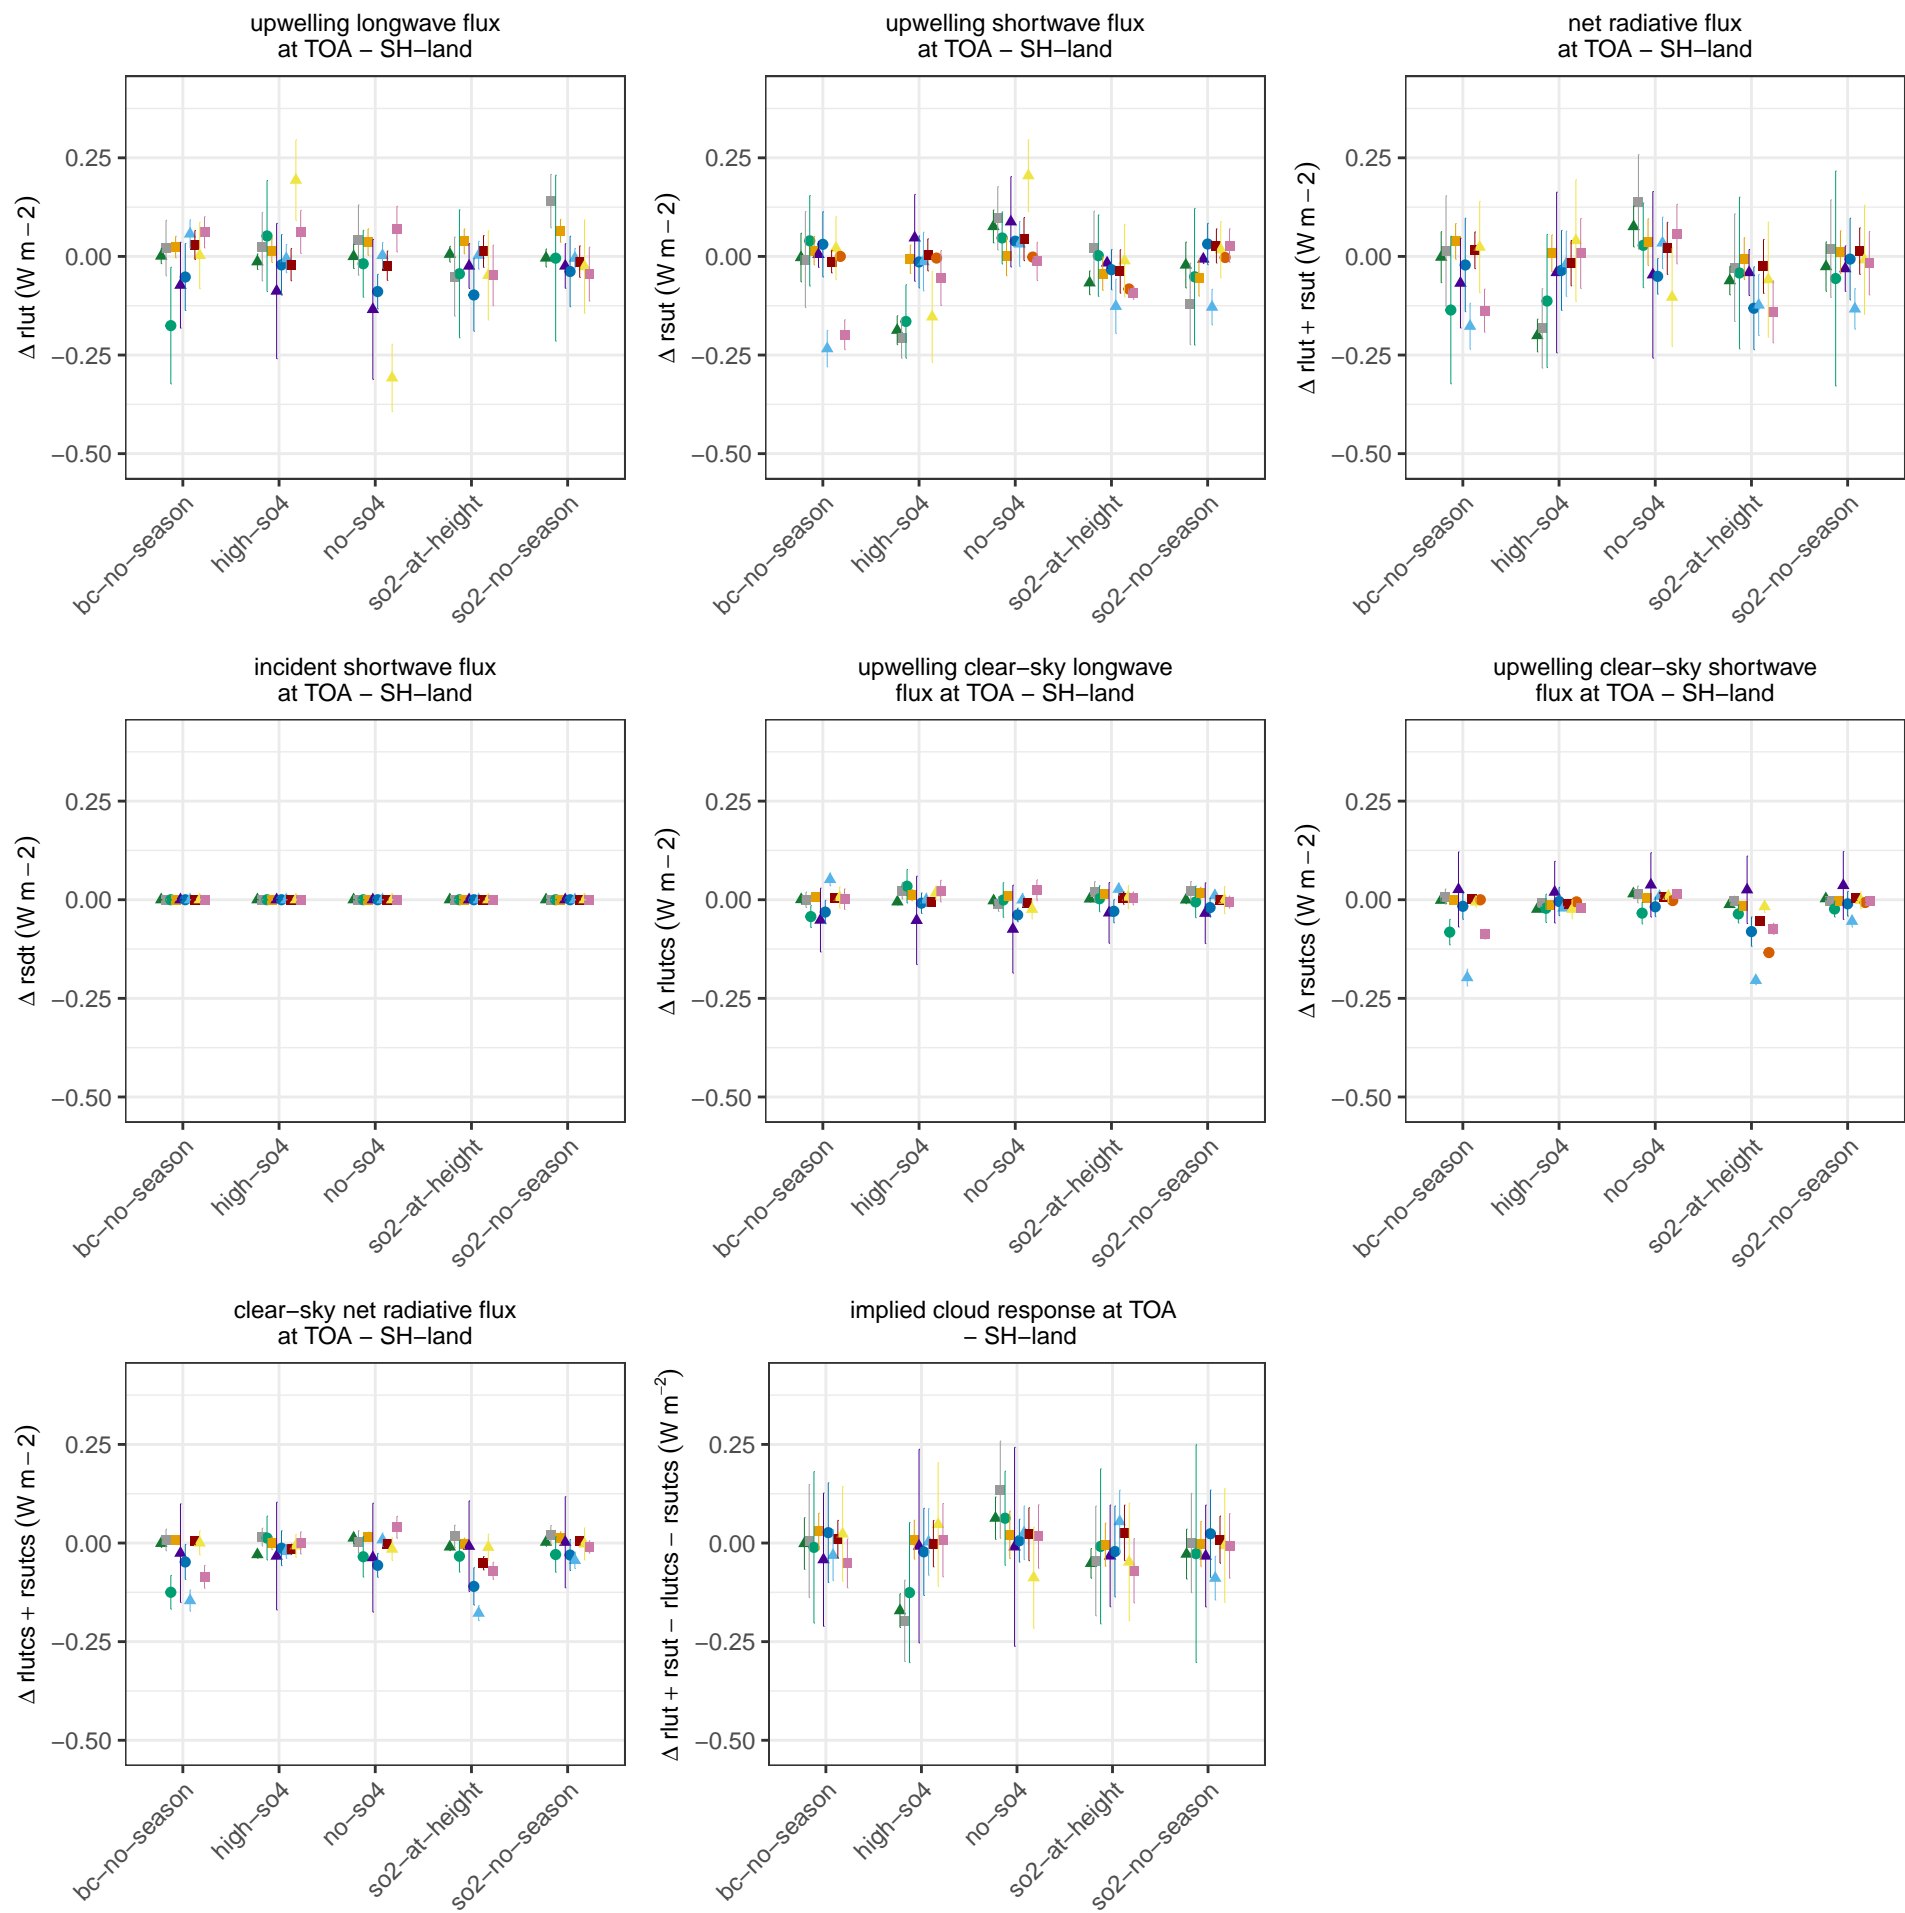 upwelling longwave flux
at TOA − SH−land
Δ rlut (W m−2)
0.25
0.00
−0.25
−0.50
bc−no−season
high−so4
no−so4
so2−at−height
so2−no−season
upwelling shortwave flux
at TOA − SH−land
Δ rsut (W m−2)
0.25
0.00
−0.25
−0.50
bc−no−season
high−so4
no−so4
so2−at−height
so2−no−season
net radiative flux
at TOA − SH−land
Δ rlut + rsut (W m−2)
0.25
0.00
−0.25
−0.50
bc−no−season
high−so4
no−so4
so2−at−height
so2−no−season
incident shortwave flux
at TOA − SH−land
Δ rsdt (W m−2)
0.25
0.00
−0.25
−0.50
bc−no−season
high−so4
no−so4
so2−at−height
so2−no−season
upwelling clear−sky longwave
flux at TOA − SH−land
Δ rlutcs (W m−2)
0.25
0.00
−0.25
−0.50
bc−no−season
high−so4
no−so4
so2−at−height
so2−no−season
upwelling clear−sky shortwave
flux at TOA − SH−land
Δ rsutcs (W m−2)
0.25
0.00
−0.25
−0.50
bc−no−season
high−so4
no−so4
so2−at−height
so2−no−season
clear−sky net radiative flux
at TOA − SH−land
Δ rlutcs + rsutcs (W m−2)
0.25
0.00
−0.25
−0.50
bc−no−season
high−so4
no−so4
so2−at−height
so2−no−season
implied cloud response at TOA
− SH−land
Δ rlut + rsut − rlutcs − rsutcs (W m⁻²)
0.25
0.00
−0.25
−0.50
bc−no−season
high−so4
no−so4
so2−at−height
so2−no−season